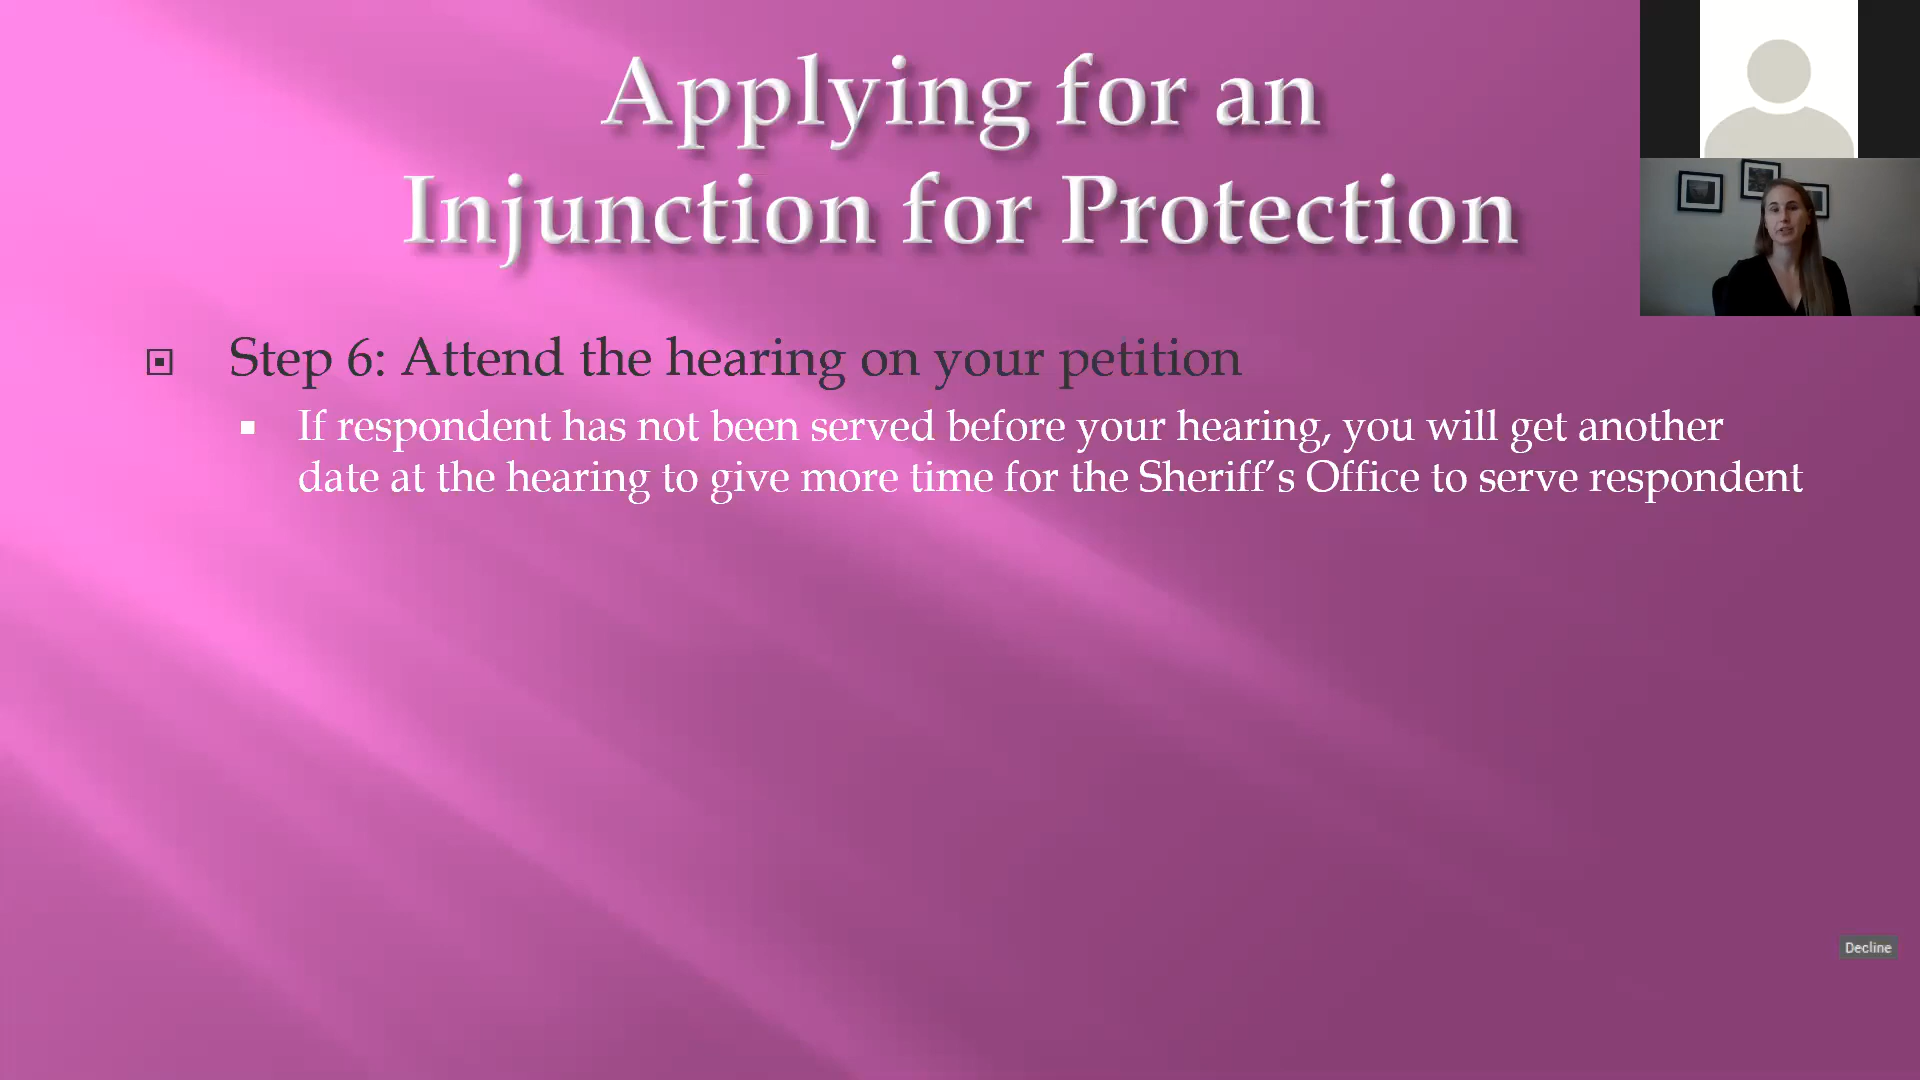 Applying for an
Injunction for Protection
Step 6: Attend the hearing on your petition
If respondent has not been served before your hearing, you will get another
date at the hearing to give more time for the Sheriff’s Office to serve respondent
Decline